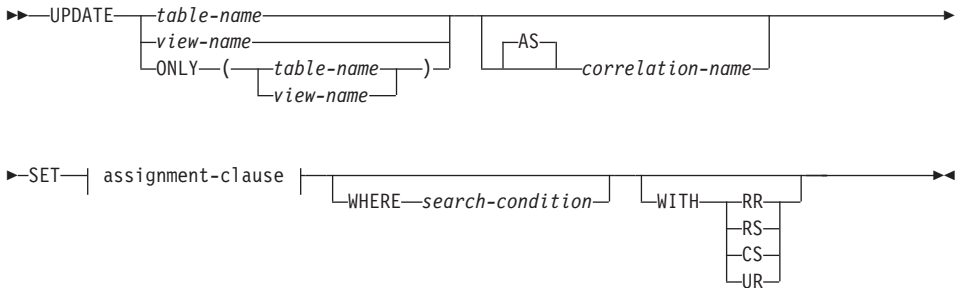 UPDATE table-name
view-name
ONLY ( table-name )
view-name
AS
correlation-name
SET assignment-clause
WHERE search-condition
WITH RR
RS
CS
UR